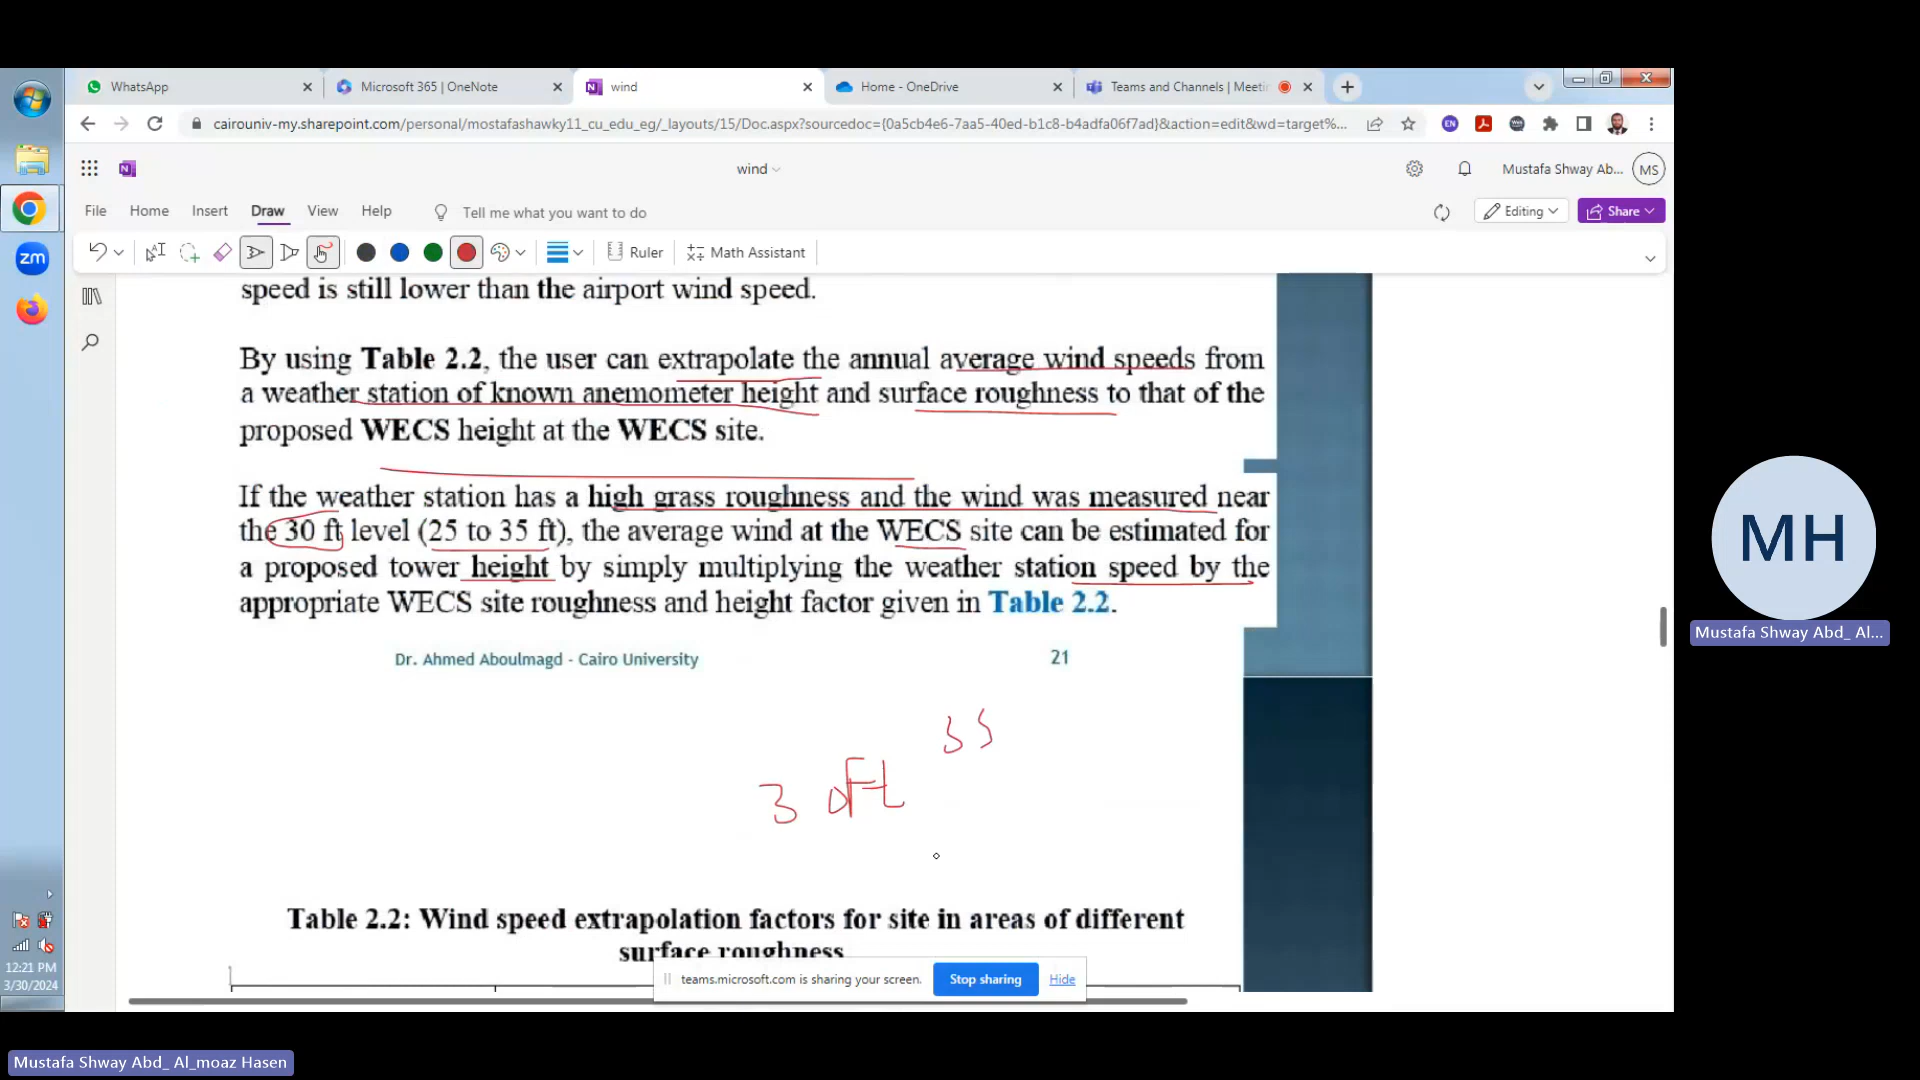 WhatsApp
Microsoft 365 | OneNote
wind
Home - OneDrive
Teams and Channels | Meetin
cairouniv-my.sharepoint.com/personal/mostafashawky11_cu_edu_eg/_layouts/15/Doc.aspx?sourcedoc={0a5cb4e6-7aa5-40ed-b1c8-b4adfa06f7ad}&action=edit&wd=target%...
EN
wind
Mustafa Shway Ab...
MS
File
Home
Insert
Draw
View
Help
Tell me what you want to do
Editing
Share
Ruler
Math Assistant
zm
speed is still lower than the airport wind speed.
By using Table 2.2, the user can extrapolate the annual average wind speeds from
a weather station of known anemometer height and surface roughness to that of the
proposed WECS height at the WECS site.
If the weather station has a high grass roughness and the wind was measured near
the 30 ft level (25 to 35 ft), the average wind at the WECS site can be estimated for
a proposed tower height by simply multiplying the weather station speed by the
appropriate WECS site roughness and height factor given in Table 2.2.
Dr. Ahmed Aboulmagd - Cairo University
21
35
30Ft
Table 2.2: Wind speed extrapolation factors for site in areas of different
surface roughness
teams.microsoft.com is sharing your screen.
Stop sharing
Hide
12:21 PM
3/30/2024
MH
Mustafa Shway Abd_ Al...
Mustafa Shway Abd_ Al_moaz Hasen